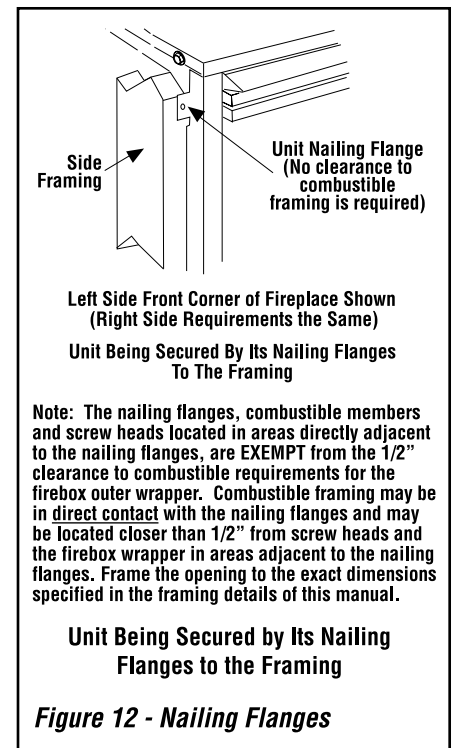 Side
Framing
Unit Nailing Flange
(No clearance to
combustible
framing is required)
Left Side Front Corner of Fireplace Shown
(Right Side Requirements the Same)
Unit Being Secured By Its Nailing Flanges
To The Framing
Note:  The nailing flanges, combustible members
and screw heads located in areas directly adjacent
to the nailing flanges, are EXEMPT from the 1/2”
clearance to combustible requirements for the
firebox outer wrapper.  Combustible framing may be
in direct contact with the nailing flanges and may
be located closer than 1/2” from screw heads and
the firebox wrapper in areas adjacent to the nailing
flanges. Frame the opening to the exact dimensions
specified in the framing details of this manual.
Unit Being Secured by Its Nailing
Flanges to the Framing
Figure 12 - Nailing Flanges